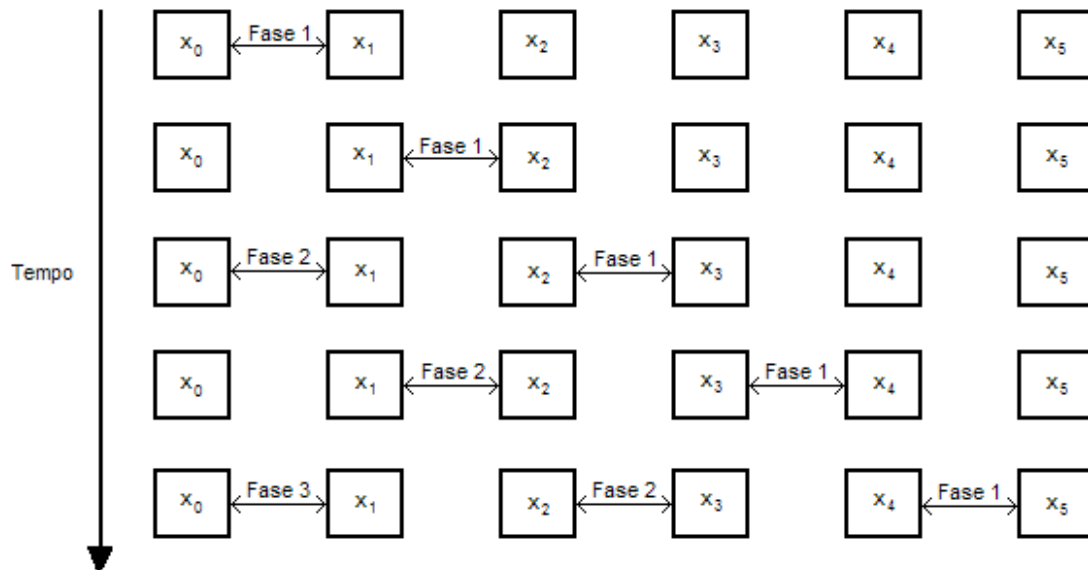 x₀ Fase 1 x₁ x₂ x₃ x₄ x₅
x₀ x₁ Fase 1 x₂ x₃ x₄ x₅
Tempo
x₀ Fase 2 x₁ x₂ Fase 1 x₃ x₄ x₅
x₀ x₁ Fase 2 x₂ x₃ Fase 1 x₄ x₅
x₀ Fase 3 x₁ x₂ Fase 2 x₃ x₄ Fase 1 x₅